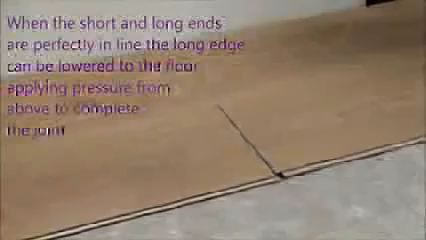 When the short and long ends
are perfectly in line the long edge
can be lowered to the floor
applying pressure from
above to complete
the joint